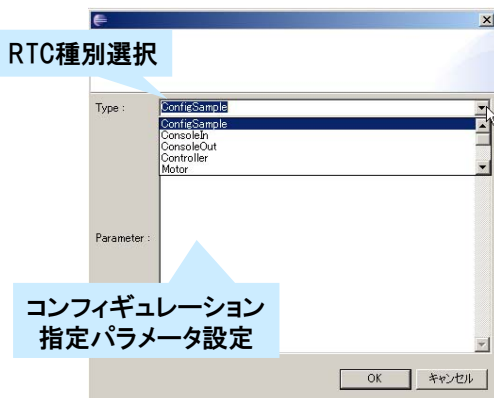 RTC種別選択
Type :
ConfigSample
ConfigSample
ConsoleIn
ConsoleOut
Controller
Motor
Parameter :
コンフィギュレーション
指定パラメータ設定
OK
キャンセル